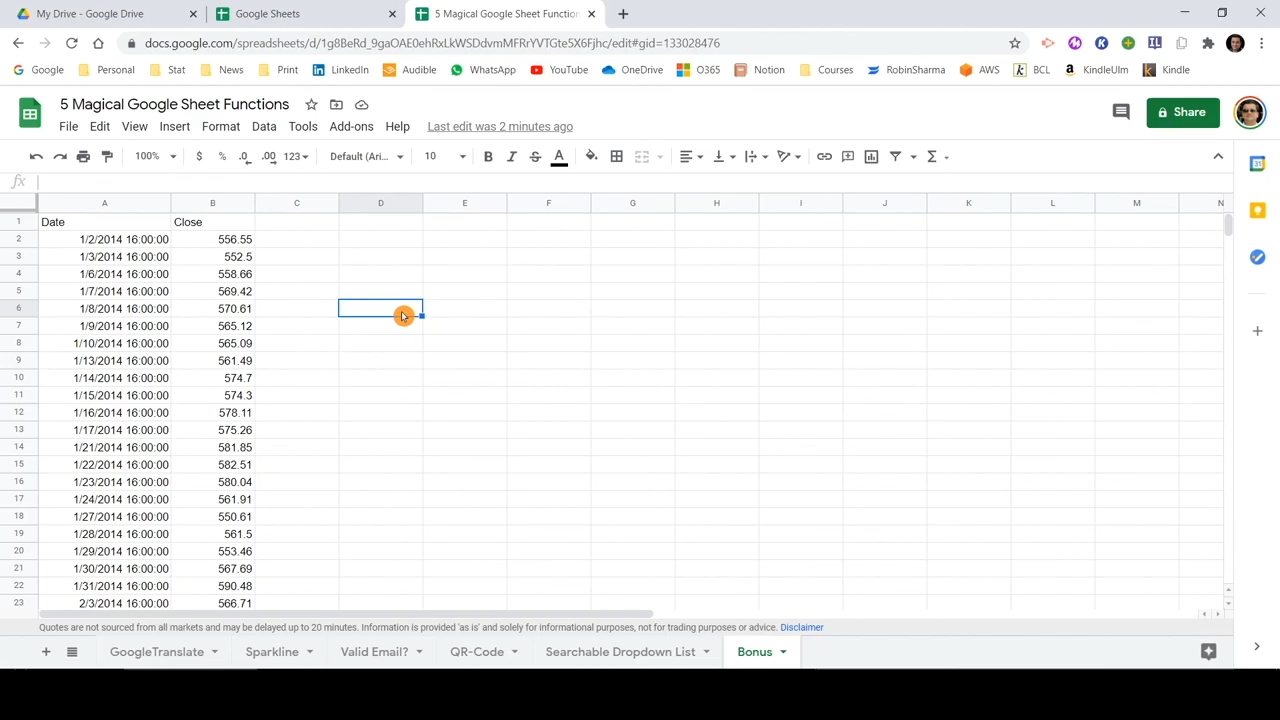 My Drive - Google Drive
Google Sheets
5 Magical Google Sheet Function
docs.google.com/spreadsheets/d/1g8BeRd_9gaOAE0ehRxLkWSDdvmMFRrYVTGte5X6Fjhc/edit#gid=133028476
Google Personal Stat News Print LinkedIn Audible WhatsApp YouTube OneDrive O365 Notion Courses RobinSharma AWS BCL KindleUlm Kindle
5 Magical Google Sheet Functions
Share
File Edit View Insert Format Data Tools Add-ons Help Last edit was 2 minutes ago
100% $ % .0 .00 123 Default (Ari... 10 B I S A Σ
fx
A B C D E F G H I J K L M N
1 Date Close
2 1/2/2014 16:00:00 556.55
3 1/3/2014 16:00:00 552.5
4 1/6/2014 16:00:00 558.66
5 1/7/2014 16:00:00 569.42
6 1/8/2014 16:00:00 570.61
7 1/9/2014 16:00:00 565.12
8 1/10/2014 16:00:00 565.09
9 1/13/2014 16:00:00 561.49
10 1/14/2014 16:00:00 574.7
11 1/15/2014 16:00:00 574.3
12 1/16/2014 16:00:00 578.11
13 1/17/2014 16:00:00 575.26
14 1/21/2014 16:00:00 581.85
15 1/22/2014 16:00:00 582.51
16 1/23/2014 16:00:00 580.04
17 1/24/2014 16:00:00 561.91
18 1/27/2014 16:00:00 550.61
19 1/28/2014 16:00:00 561.5
20 1/29/2014 16:00:00 553.46
21 1/30/2014 16:00:00 567.69
22 1/31/2014 16:00:00 590.48
23 2/3/2014 16:00:00 566.71
Quotes are not sourced from all markets and may be delayed up to 20 minutes. Information is provided 'as is' and solely for informational purposes, not for trading purposes or advice. Disclaimer
GoogleTranslate Sparkline Valid Email? QR-Code Searchable Dropdown List Bonus